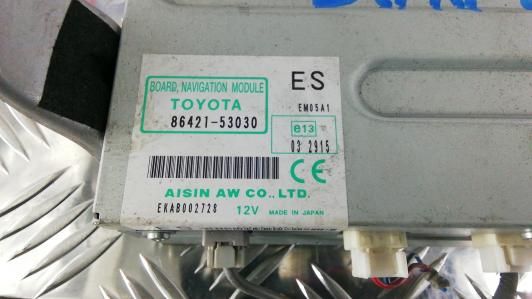 BOARD, NAVIGATION MODULE
TOYOTA
86421-53030
ES
EM05A1
e13
03 2915
CE
AISIN AW CO., LTD.
EKAB002728 12V MADE IN JAPAN